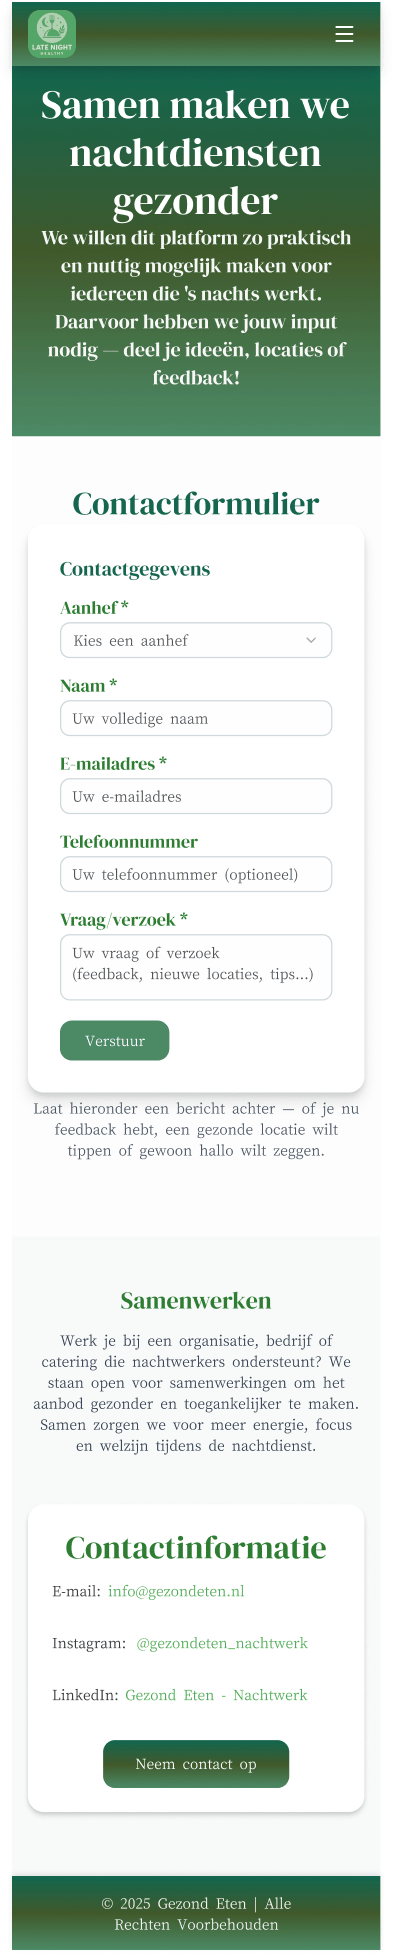 LATE NIGHT
HEALTHY
Samen maken we
nachtdiensten
gezonder
We willen dit platform zo praktisch
en nuttig mogelijk maken voor
iedereen die 's nachts werkt.
Daarvoor hebben we jouw input
nodig — deel je ideeën, locaties of
feedback!
Contactformulier
Contactgegevens
Aanhef *
Kies een aanhef
Naam *
Uw volledige naam
E-mailadres *
Uw e-mailadres
Telefoonnummer
Uw telefoonnummer (optioneel)
Vraag/verzoek *
Uw vraag of verzoek
(feedback, nieuwe locaties, tips...)
Verstuur
Laat hieronder een bericht achter — of je nu
feedback hebt, een gezonde locatie wilt
tippen of gewoon hallo wilt zeggen.
Samenwerken
Werk je bij een organisatie, bedrijf of
catering die nachtwerkers ondersteunt? We
staan open voor samenwerkingen om het
aanbod gezonder en toegankelijker te maken.
Samen zorgen we voor meer energie, focus
en welzijn tijdens de nachtdienst.
Contactinformatie
E-mail: info@gezondeten.nl
Instagram: @gezondeten_nachtwerk
LinkedIn: Gezond Eten - Nachtwerk
Neem contact op
© 2025 Gezond Eten | Alle
Rechten Voorbehouden